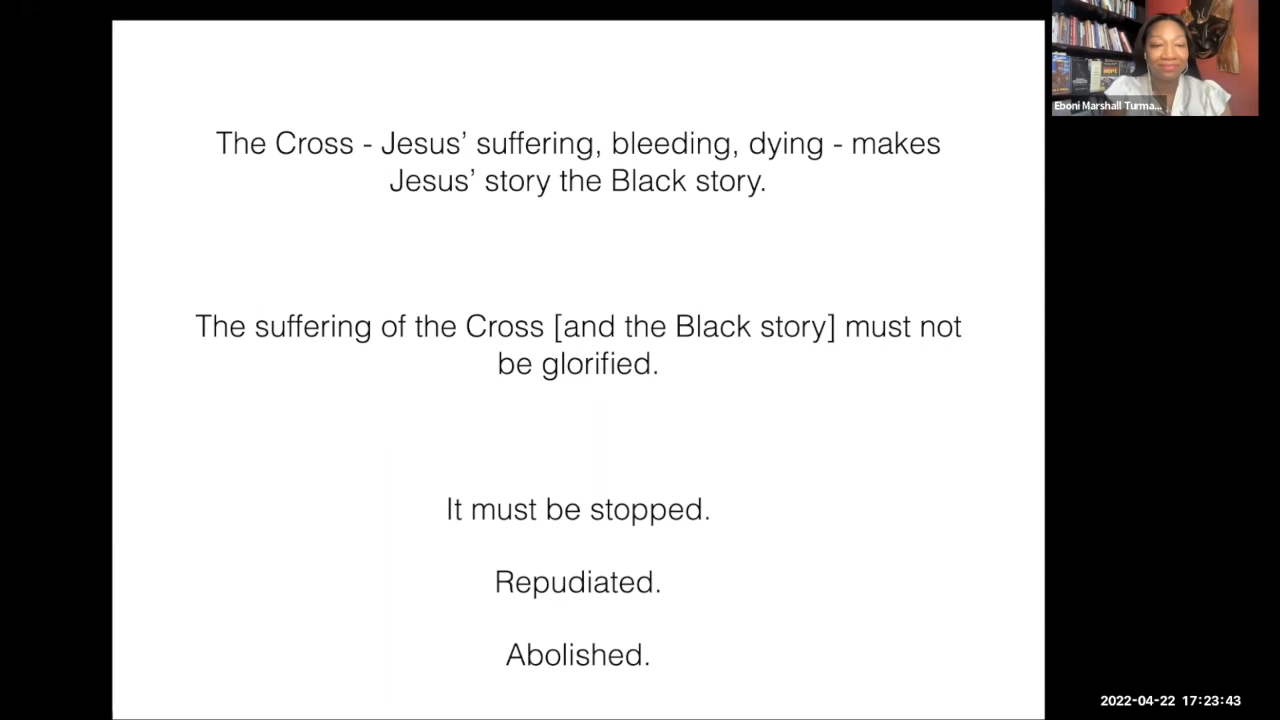 The Cross - Jesus’ suffering, bleeding, dying - makes
Jesus’ story the Black story.
The suffering of the Cross [and the Black story] must not
be glorified.
It must be stopped.
Repudiated.
Abolished.
Eboni Marshall Turma...
2022-04-22 17:23:43